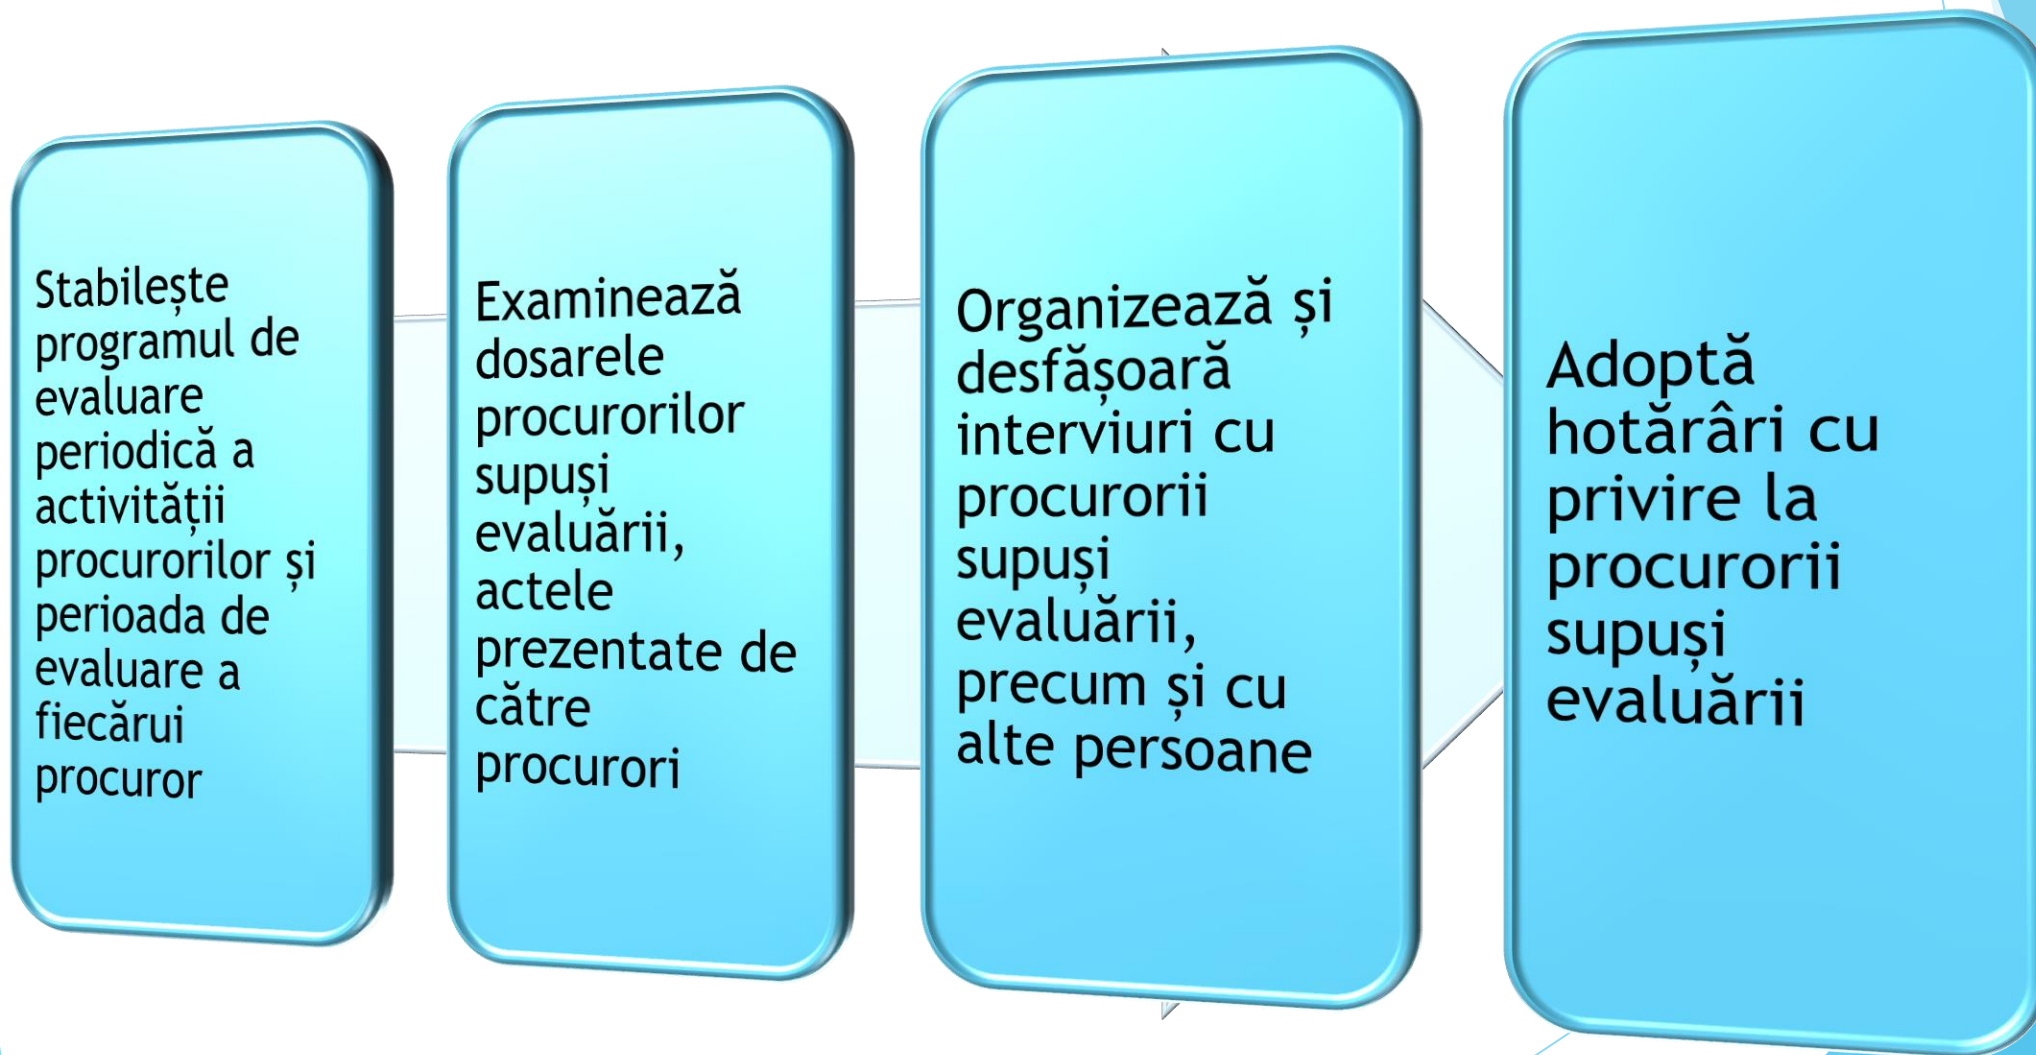 Stabilește
programul de
evaluare
periodică a
activității
procurorilor și
perioada de
evaluare a
fiecărui
procuror
Examinează
dosarele
procurorilor
supuși
evaluării,
actele
prezentate de
către
procurori
Organizează și
desfășoară
interviuri cu
procurorii
supuși
evaluării,
precum și cu
alte persoane
Adoptă
hotărâri cu
privire la
procurorii
supuși
evaluării